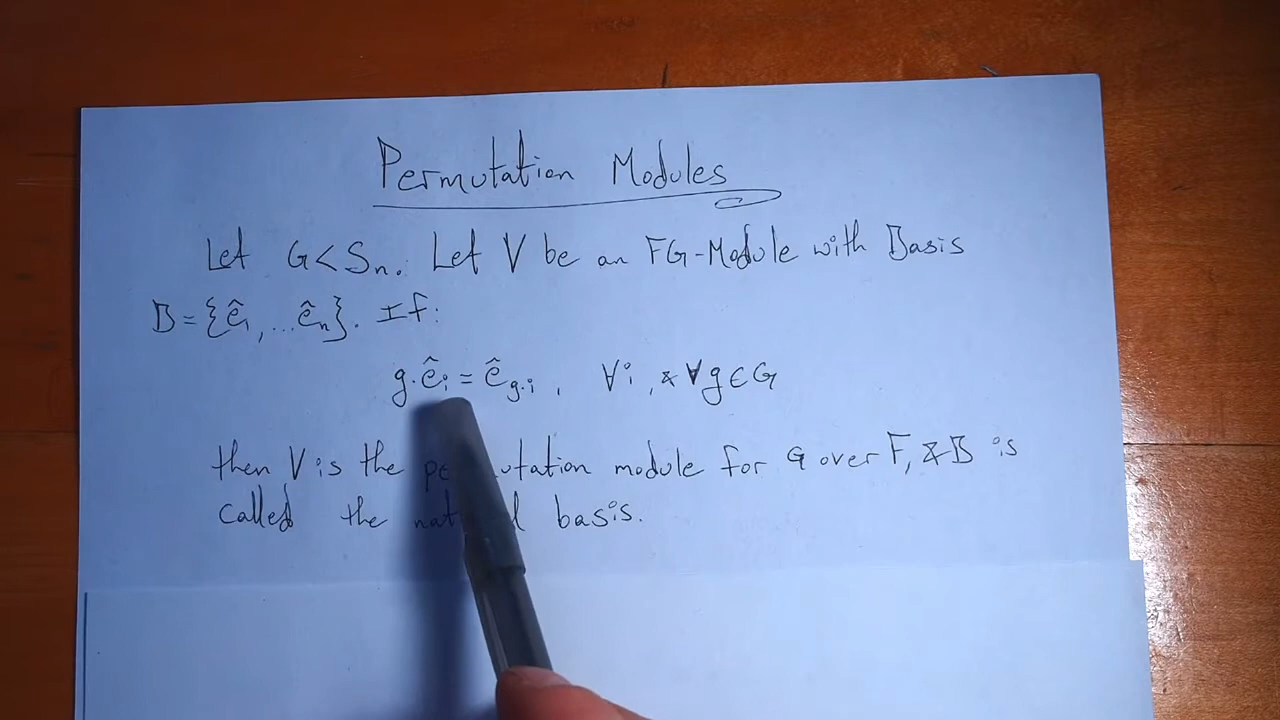 Permutation Modules
Let G < Sₙ. Let V be an FG-Module with Basis
B = {ê₁, ... êₙ}. If:
g·êᵢ = ê_{g·i}, ∀i, & ∀g∈G
then V is the module for G over F, & B is
called the basis.